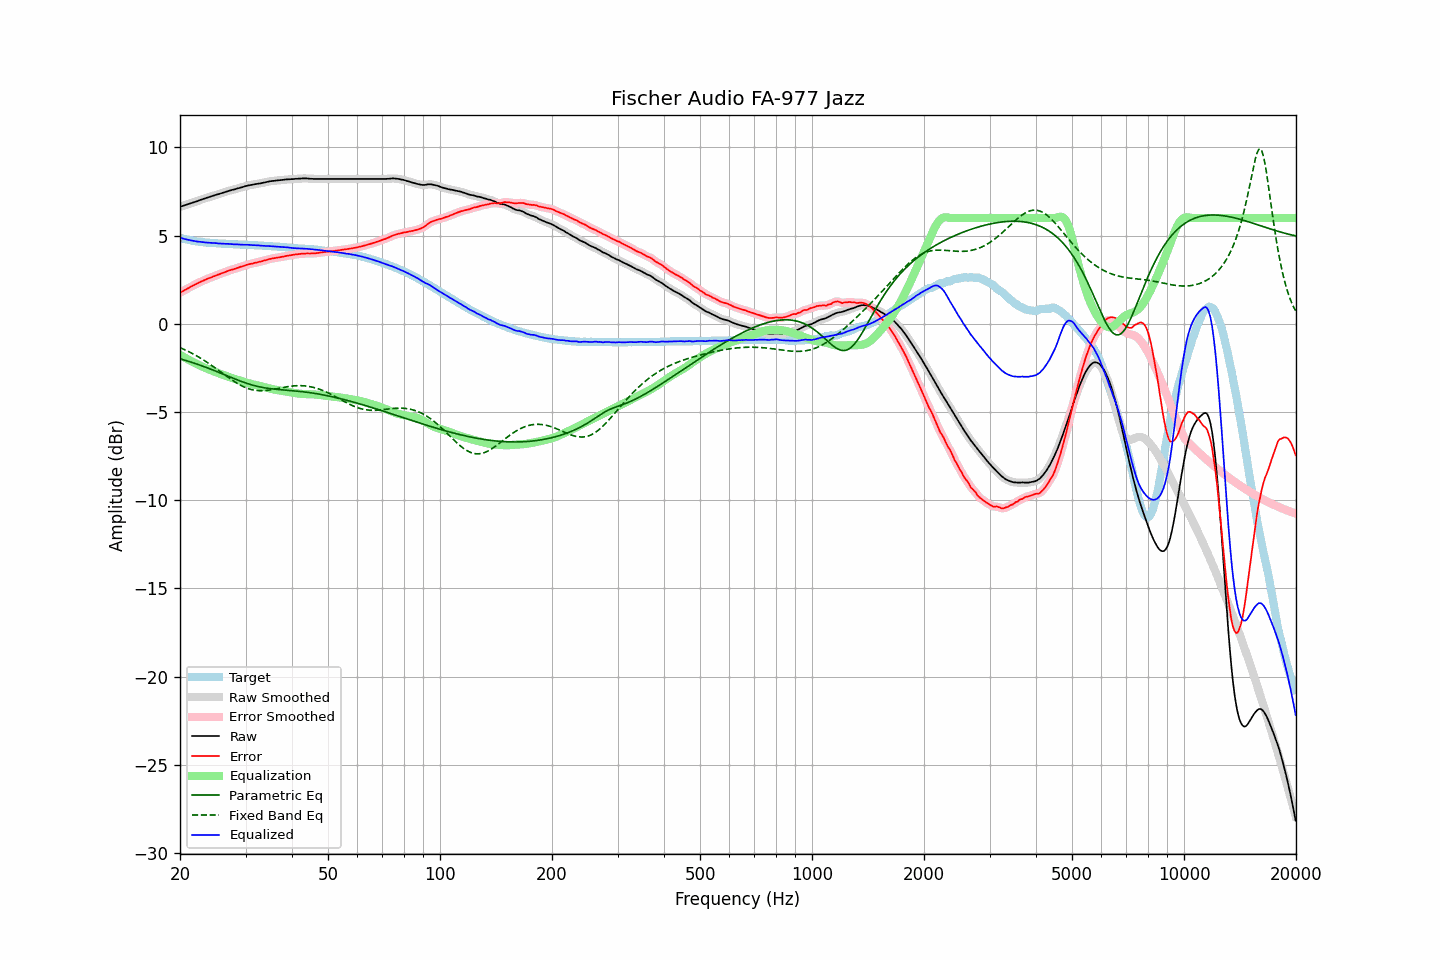 Fischer Audio FA-977 Jazz
10
5
0
−5
−10
−15
−20
−25
−30
Amplitude (dBr)
Target
Raw Smoothed
Error Smoothed
Raw
Error
Equalization
Parametric Eq
Fixed Band Eq
Equalized
20 50 100 200 500 1000 2000 5000 10000 20000
Frequency (Hz)